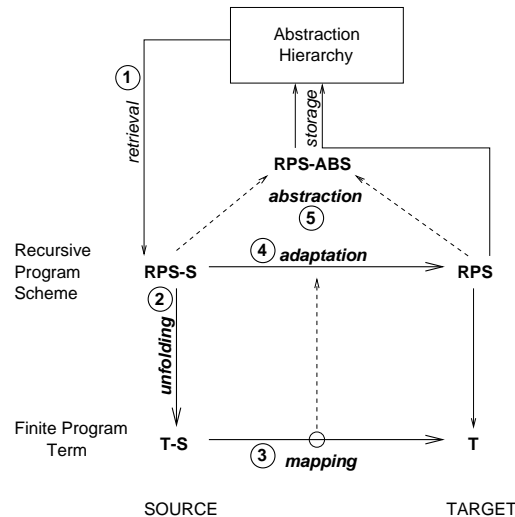 Abstraction
Hierarchy
1
retrieval
storage
RPS-ABS
abstraction
5
Recursive
Program
Scheme
RPS-S
4 adaptation
RPS
2
unfolding
Finite Program
Term
T-S
3 mapping
T
SOURCE
TARGET